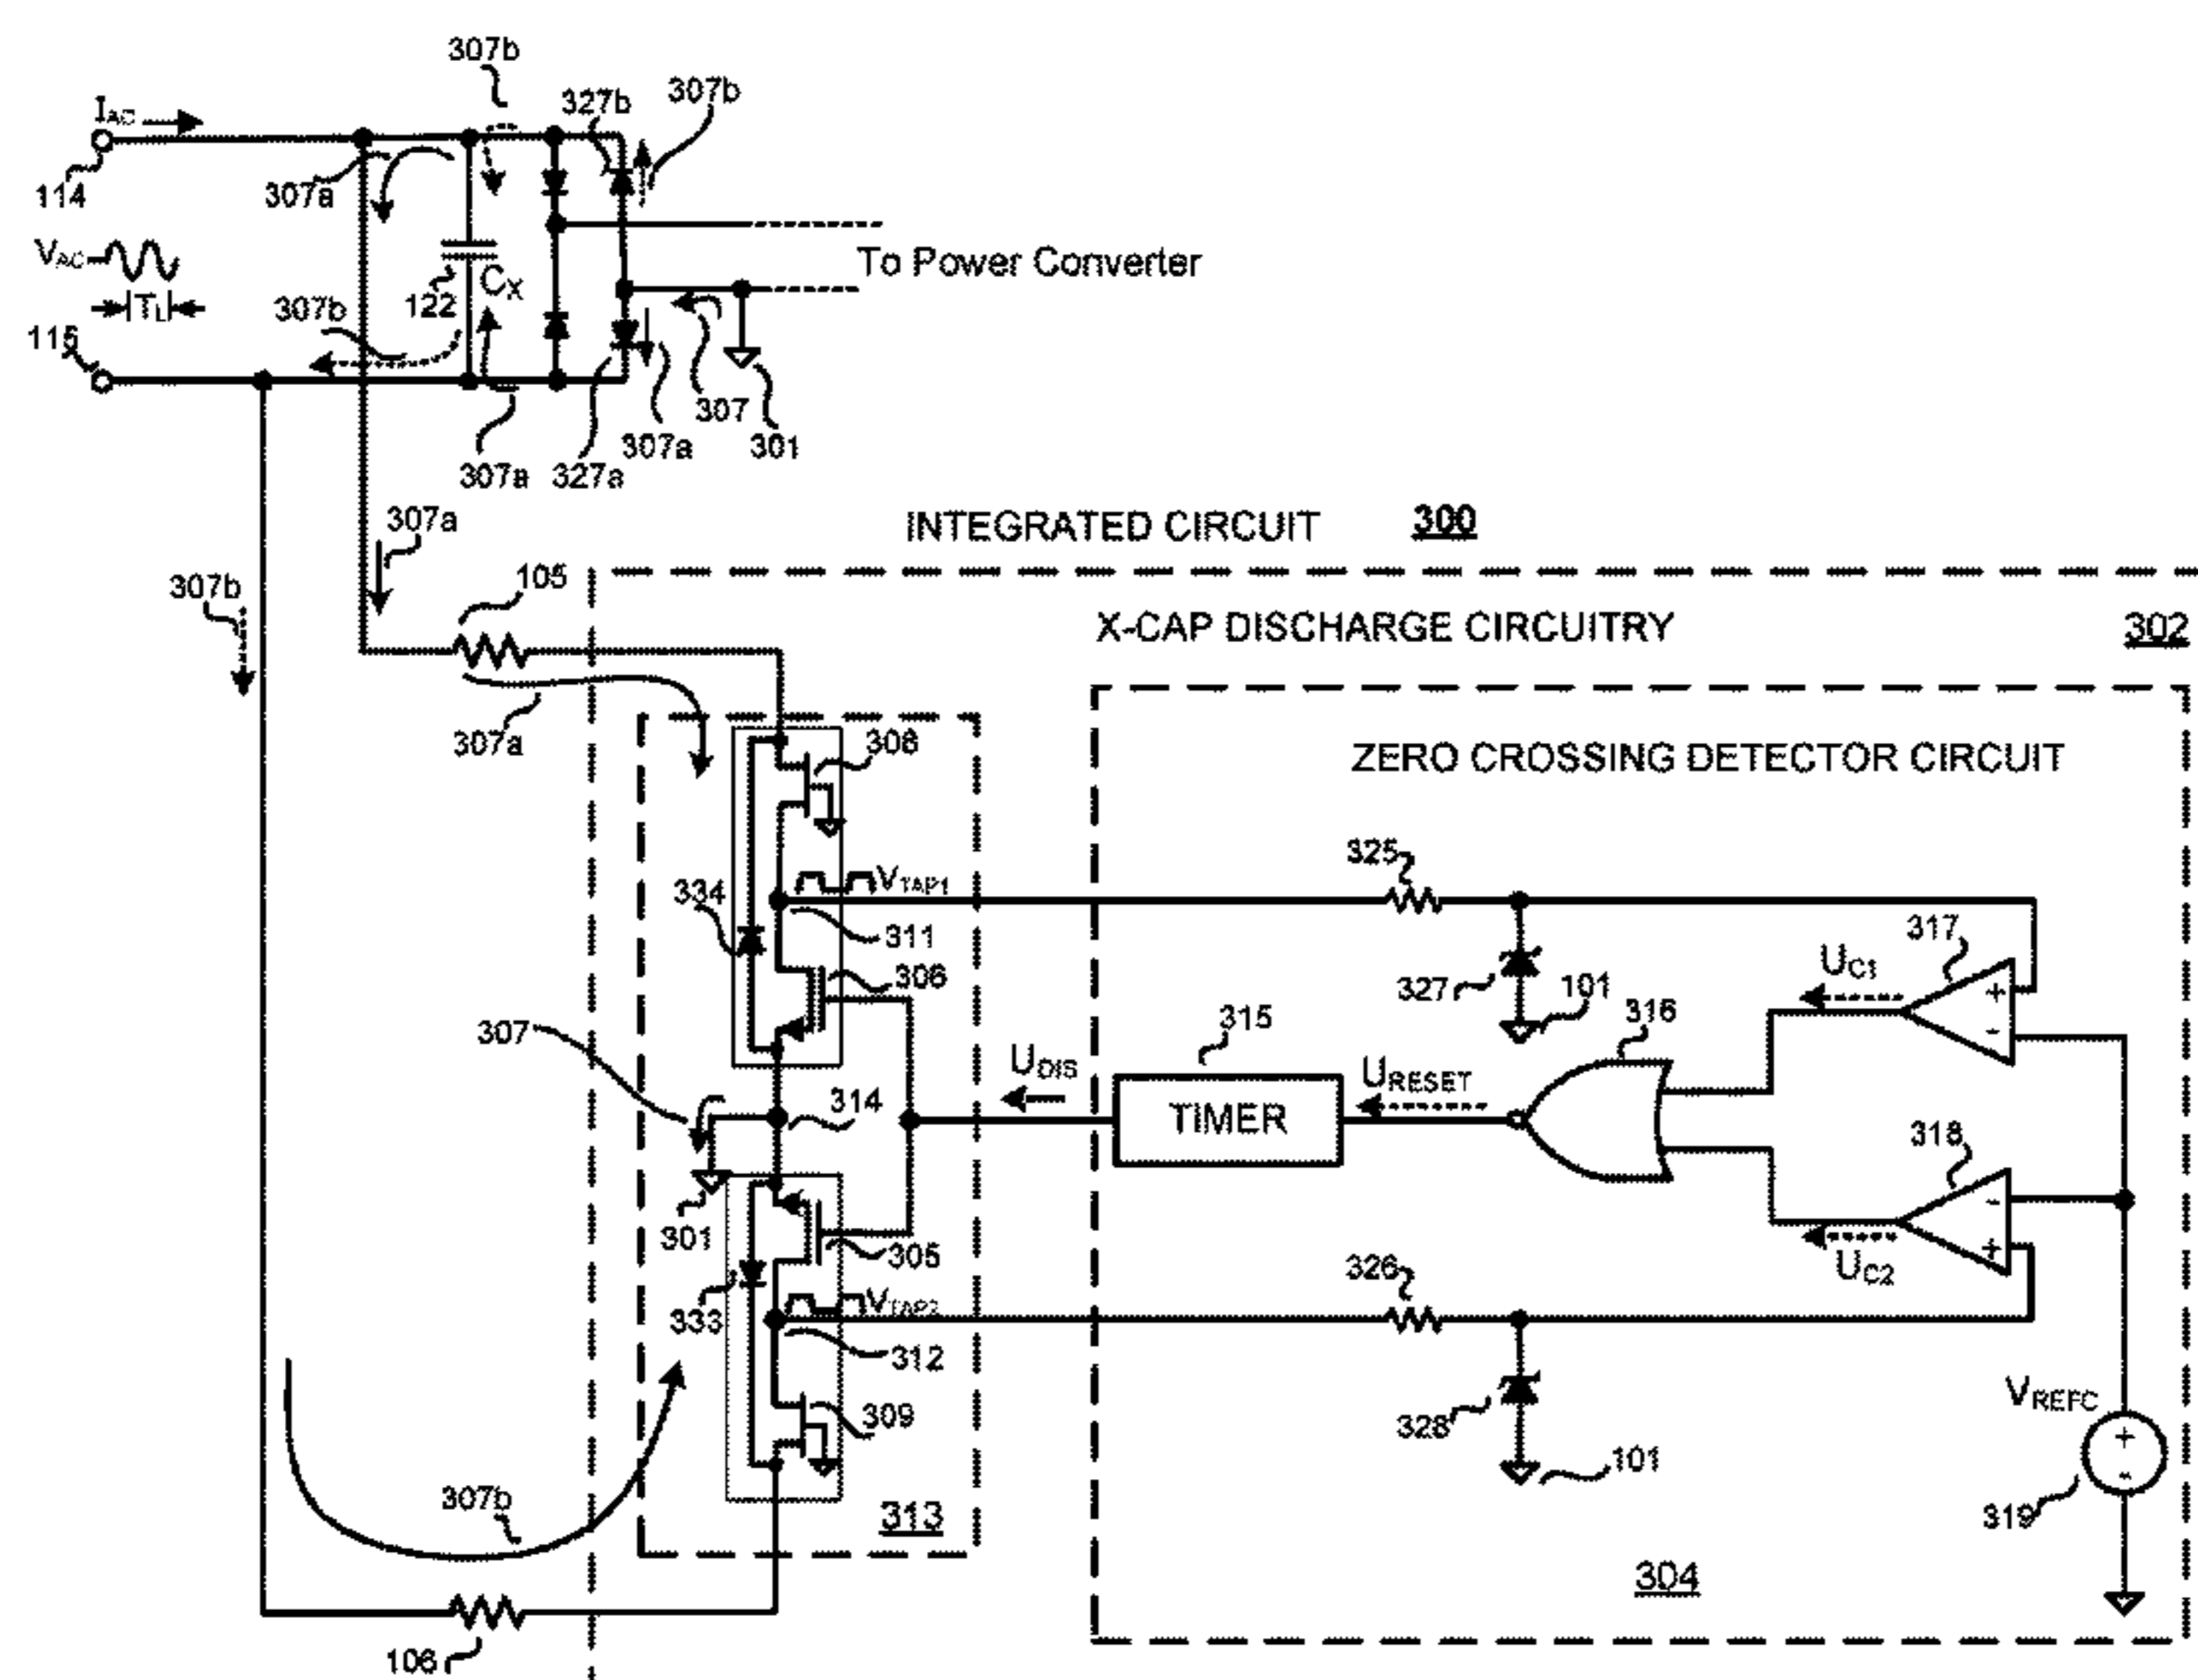 307b
I_AC
327b
307b
307a
114
V_AC
T_L
C_X
122
307b
To Power Converter
115
307
307a
301
307a
327a
INTEGRATED CIRCUIT 300
307a
307b
105
X-CAP DISCHARGE CIRCUITRY
302
307a
308
ZERO CROSSING DETECTOR CIRCUIT
325
V_TAP1
334
311
317
306
U_C1
327
101
+
-
307
315
316
U_DIS
U_RESET
314
TIMER
318
-
301
305
+
U_C2
326
V_TAP2
333
312
V_REFC
309
328
+
101
-
307b
313
319
304
106